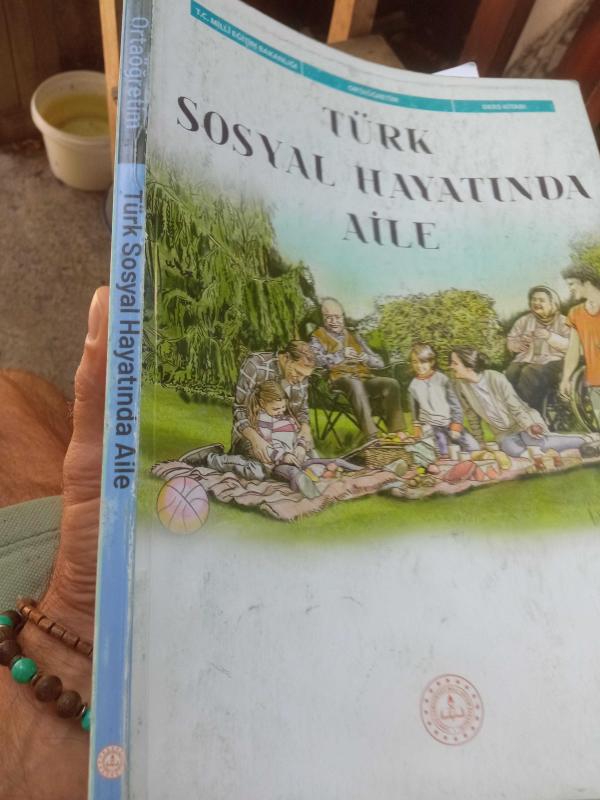 T.C. MİLLÎ EĞİTİM BAKANLIĞI
ORTAÖĞRETİM
DERS KİTABI
TÜRK
SOSYAL HAYATINDA
AİLE
Ortaöğretim
Türk Sosyal Hayatında Aile